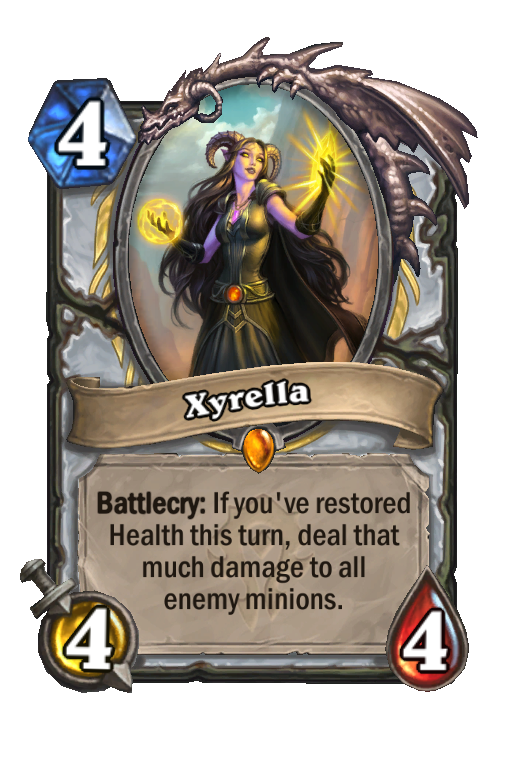 4
Xyrella
Battlecry: If you've restored
Health this turn, deal that
much damage to all
enemy minions.
4
4